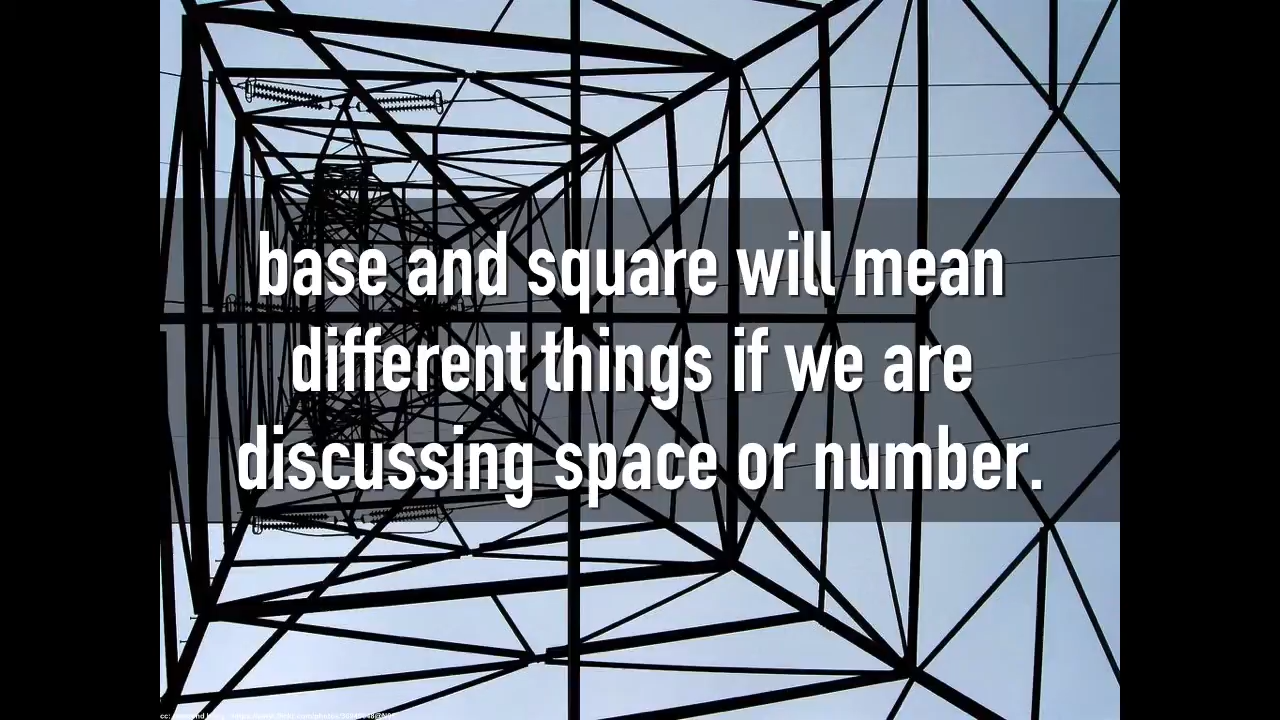 base and square will mean
different things if we are
discussing space or number.